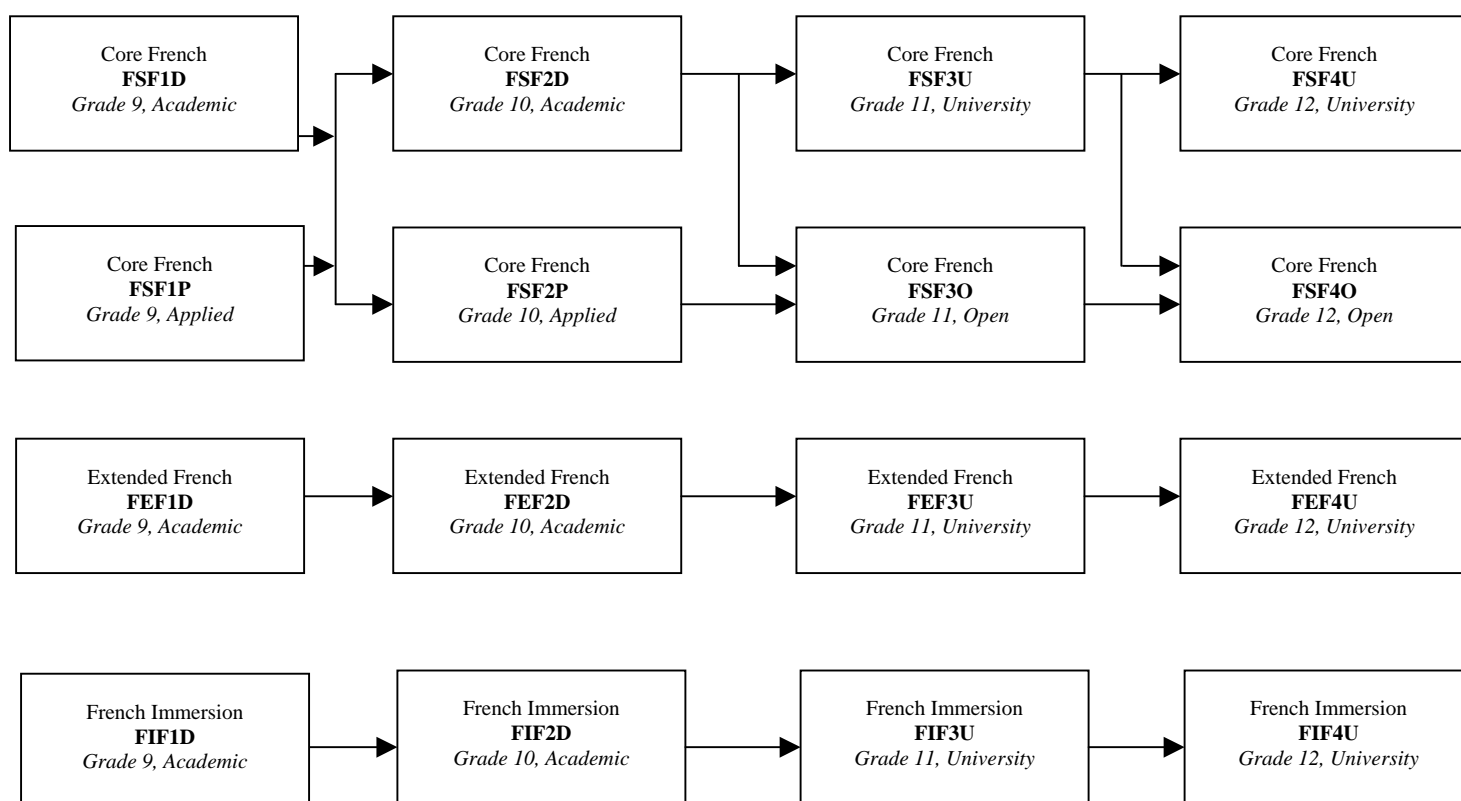 Core French
FSF1D
Grade 9, Academic
Core French
FSF2D
Grade 10, Academic
Core French
FSF3U
Grade 11, University
Core French
FSF4U
Grade 12, University
Core French
FSF1P
Grade 9, Applied
Core French
FSF2P
Grade 10, Applied
Core French
FSF3O
Grade 11, Open
Core French
FSF4O
Grade 12, Open
Extended French
FEF1D
Grade 9, Academic
Extended French
FEF2D
Grade 10, Academic
Extended French
FEF3U
Grade 11, University
Extended French
FEF4U
Grade 12, University
French Immersion
FIF1D
Grade 9, Academic
French Immersion
FIF2D
Grade 10, Academic
French Immersion
FIF3U
Grade 11, University
French Immersion
FIF4U
Grade 12, University